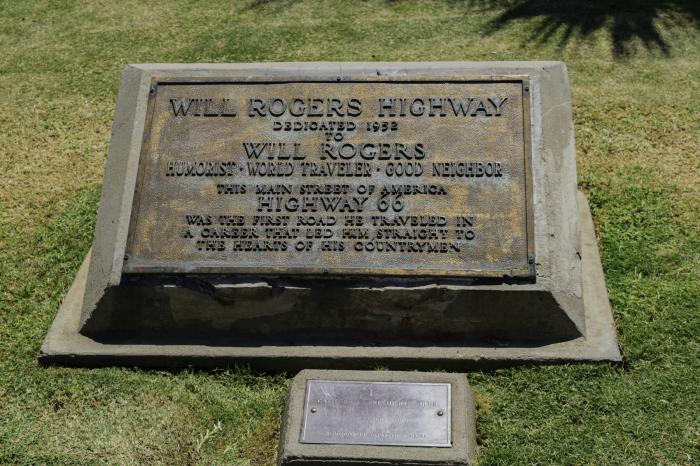 WILL ROGERS HIGHWAY
DEDICATED 1952
TO
WILL ROGERS
HUMORIST · WORLD TRAVELER · GOOD NEIGHBOR
THIS MAIN STREET OF AMERICA
HIGHWAY 66
WAS THE FIRST ROAD HE TRAVELED IN
A CAREER THAT LED HIM STRAIGHT TO
THE HEARTS OF HIS COUNTRYMEN